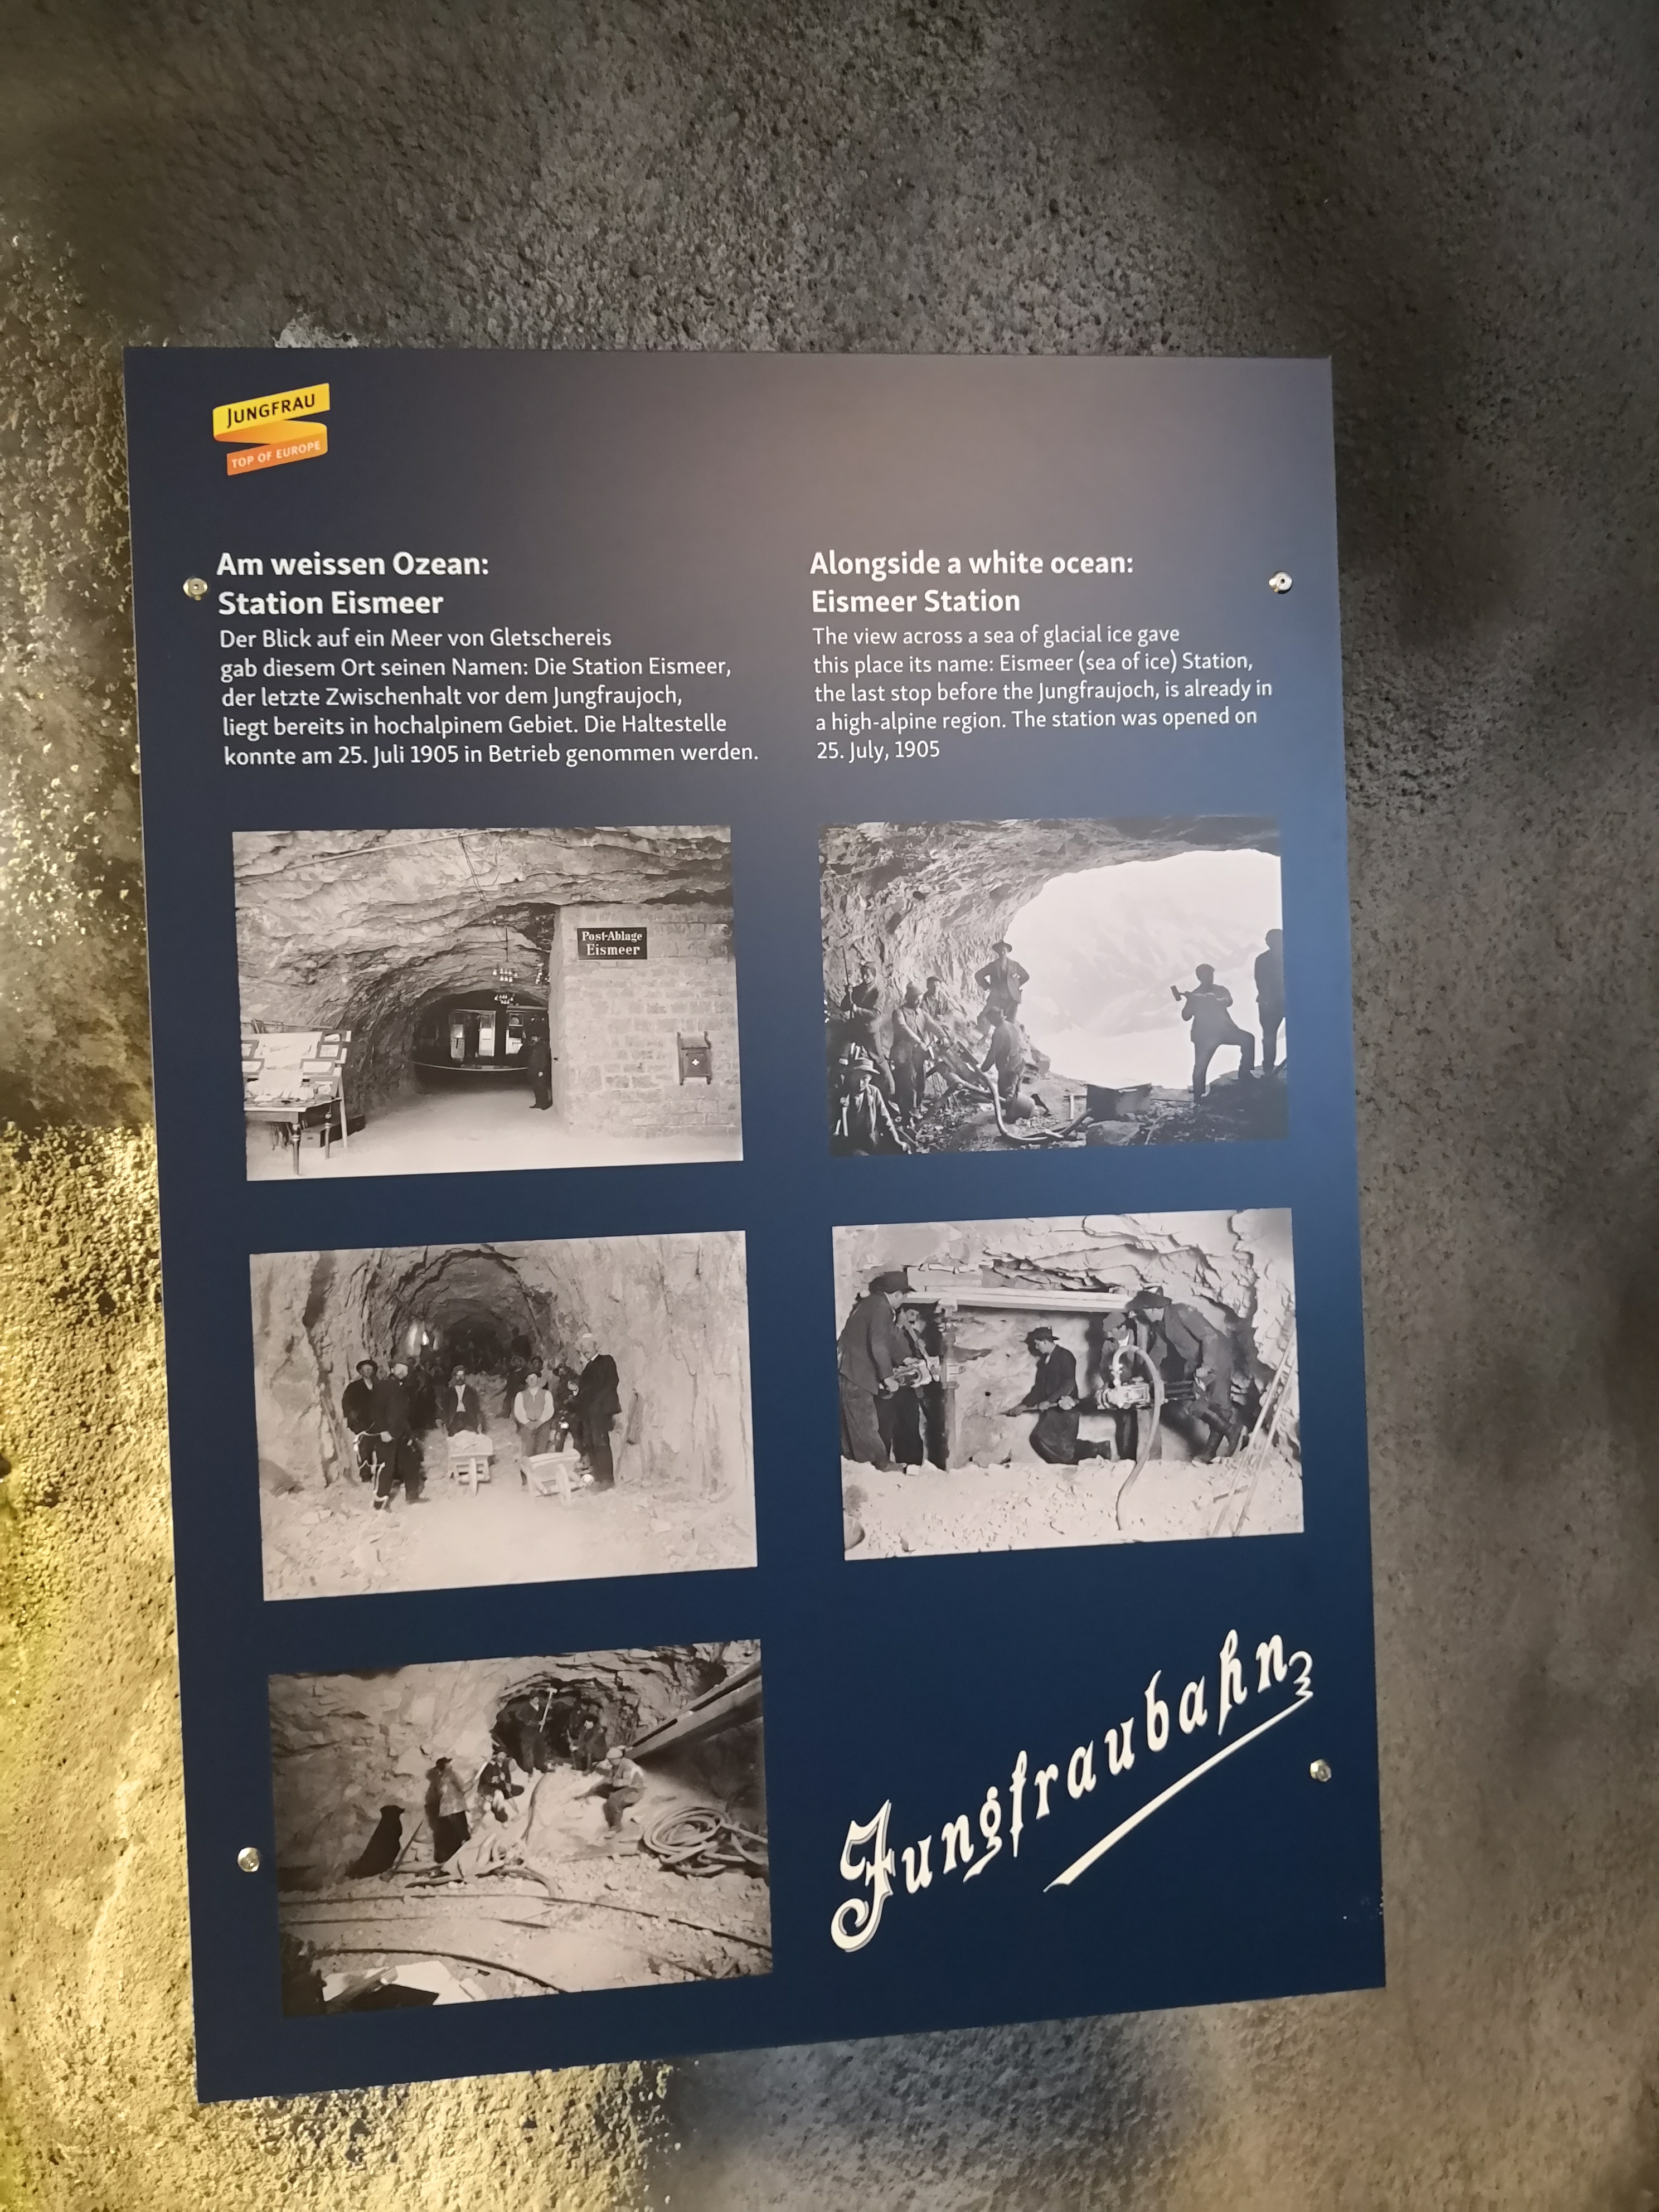 JUNGFRAU
TOP OF EUROPE
Am weissen Ozean:
Station Eismeer
Der Blick auf ein Meer von Gletschereis
gab diesem Ort seinen Namen: Die Station Eismeer,
der letzte Zwischenhalt vor dem Jungfraujoch,
liegt bereits in hochalpinem Gebiet. Die Haltestelle
konnte am 25. Juli 1905 in Betrieb genommen werden.
Alongside a white ocean:
Eismeer Station
The view across a sea of glacial ice gave
this place its name: Eismeer (sea of ice) Station,
the last stop before the Jungfraujoch, is already in
a high-alpine region. The station was opened on
25. July, 1905
Post-Ablage
Eismeer
Jungfraubahn